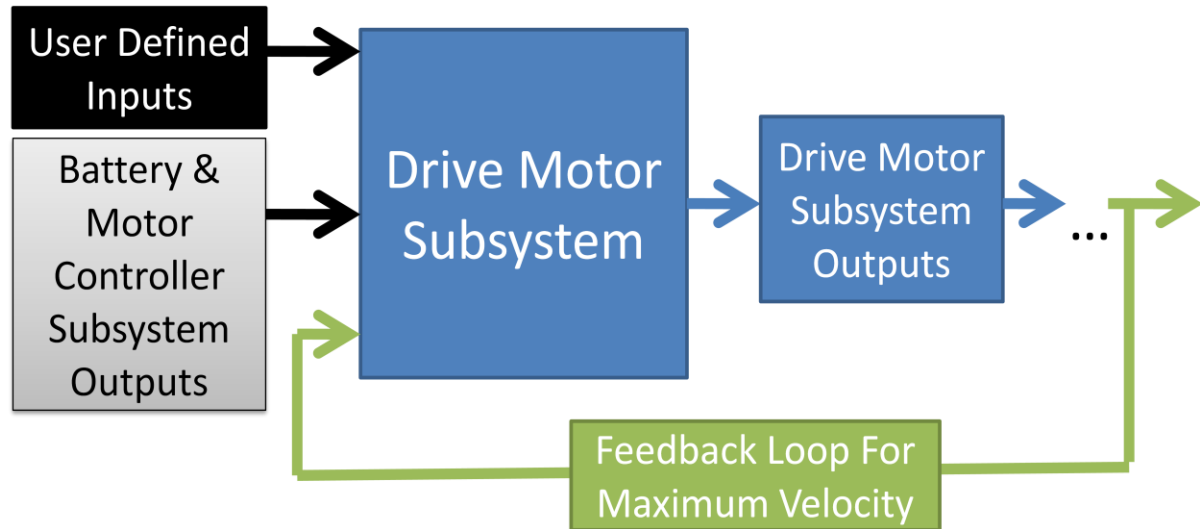 User Defined
Inputs
Battery &
Motor
Controller
Subsystem
Outputs
Drive Motor
Subsystem
Drive Motor
Subsystem
Outputs
...
Feedback Loop For
Maximum Velocity